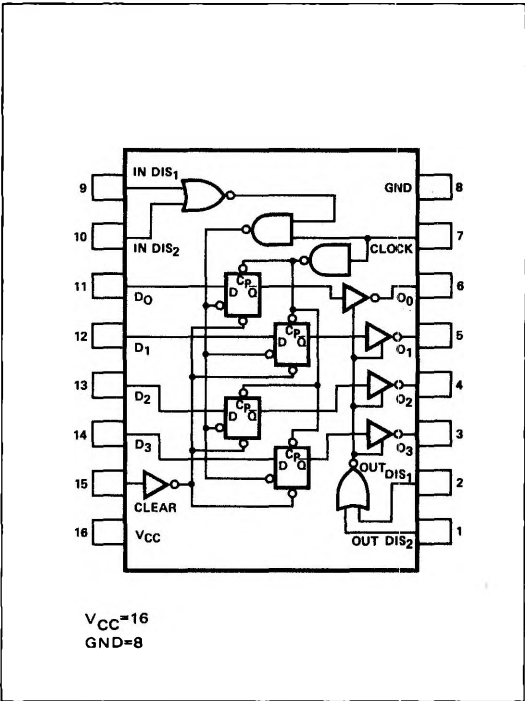 9 IN DIS1 GND 8
10 IN DIS2 CLOCK 7
11 D0 D CP Q̅ O0 6
12 D1 D CP Q̅ O1 5
13 D2 D CP Q̅ O2 4
14 D3 D CP Q̅ O3 3
15 CLEAR OUT DIS1 2
16 VCC OUT DIS2 1
VCC=16
GND=8